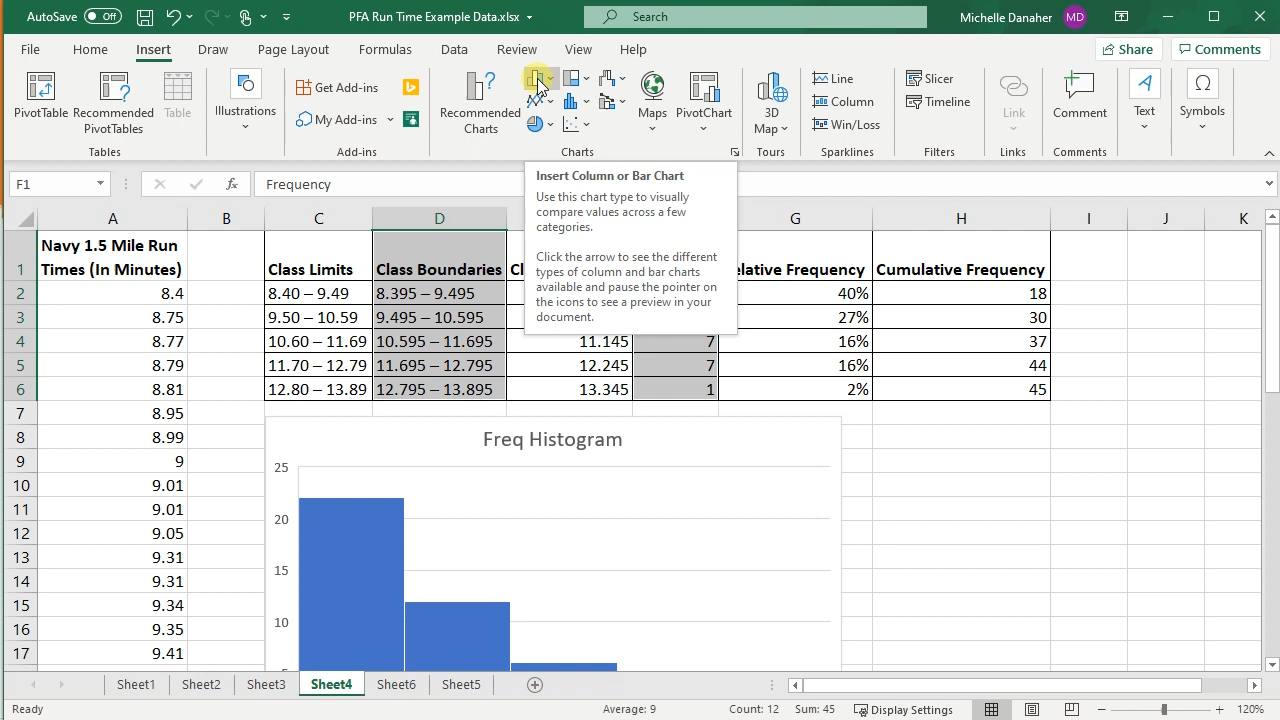 AutoSave Off PFA Run Time Example Data.xlsx Search Michelle Danaher MD
File Home Insert Draw Page Layout Formulas Data Review View Help Share Comments
PivotTable Recommended PivotTables Table
Tables
Illustrations
Get Add-ins
My Add-ins
Add-ins
Recommended Charts
Maps PivotChart
Charts
3D Map
Tours
Line
Column
Win/Loss
Sparklines
Slicer
Timeline
Filters
Link
Links
Comment
Comments
Text
Symbols
F1 fx Frequency
Insert Column or Bar Chart
Use this chart type to visually
compare values across a few
categories.
Click the arrow to see the different
types of column and bar charts
available and pause the pointer on
the icons to see a preview in your
document.
A B C D G H I J K
1 Navy 1.5 Mile Run
Times (In Minutes) Class Limits Class Boundaries Cl elative Frequency Cumulative Frequency
2 8.4 8.40 – 9.49 8.395 – 9.495 40% 18
3 8.75 9.50 – 10.59 9.495 – 10.595 27% 30
4 8.77 10.60 – 11.69 10.595 – 11.695 11.145 7 16% 37
5 8.79 11.70 – 12.79 11.695 – 12.795 12.245 7 16% 44
6 8.81 12.80 – 13.89 12.795 – 13.895 13.345 1 2% 45
7 8.95
8 8.99
9 9
10 9.01
11 9.01
12 9.05
13 9.31
14 9.31
15 9.34
16 9.35
17 9.41
Freq Histogram
25
20
15
10
Sheet1 Sheet2 Sheet3 Sheet4 Sheet6 Sheet5
Ready Average: 9 Count: 12 Sum: 45 Display Settings 120%